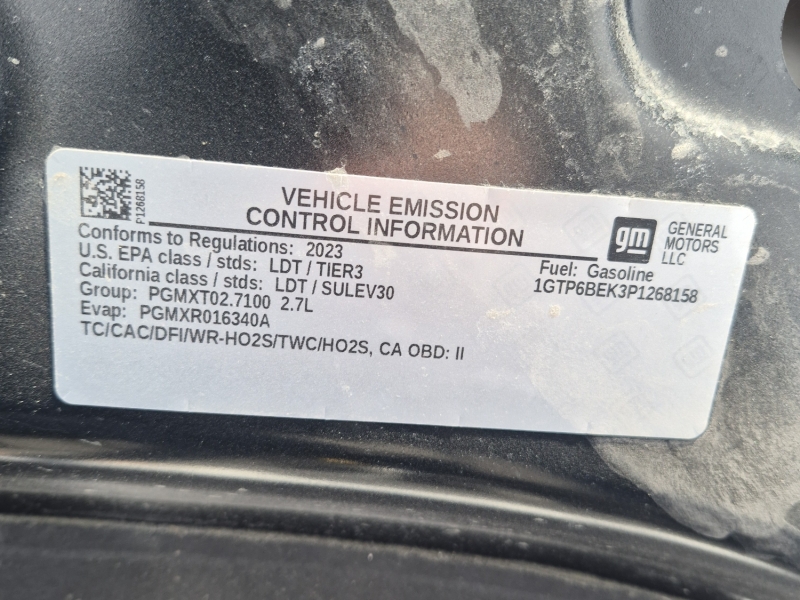 P1268158
VEHICLE EMISSION
CONTROL INFORMATION
gm
GENERAL
MOTORS
LLC
Conforms to Regulations: 2023
U.S. EPA class / stds: LDT / TIER3
California class / stds: LDT / SULEV30
Group: PGMXT02.7100 2.7L
Evap: PGMXR016340A
TC/CAC/DFI/WR-HO2S/TWC/HO2S, CA OBD: II
Fuel: Gasoline
1GTP6BEK3P1268158